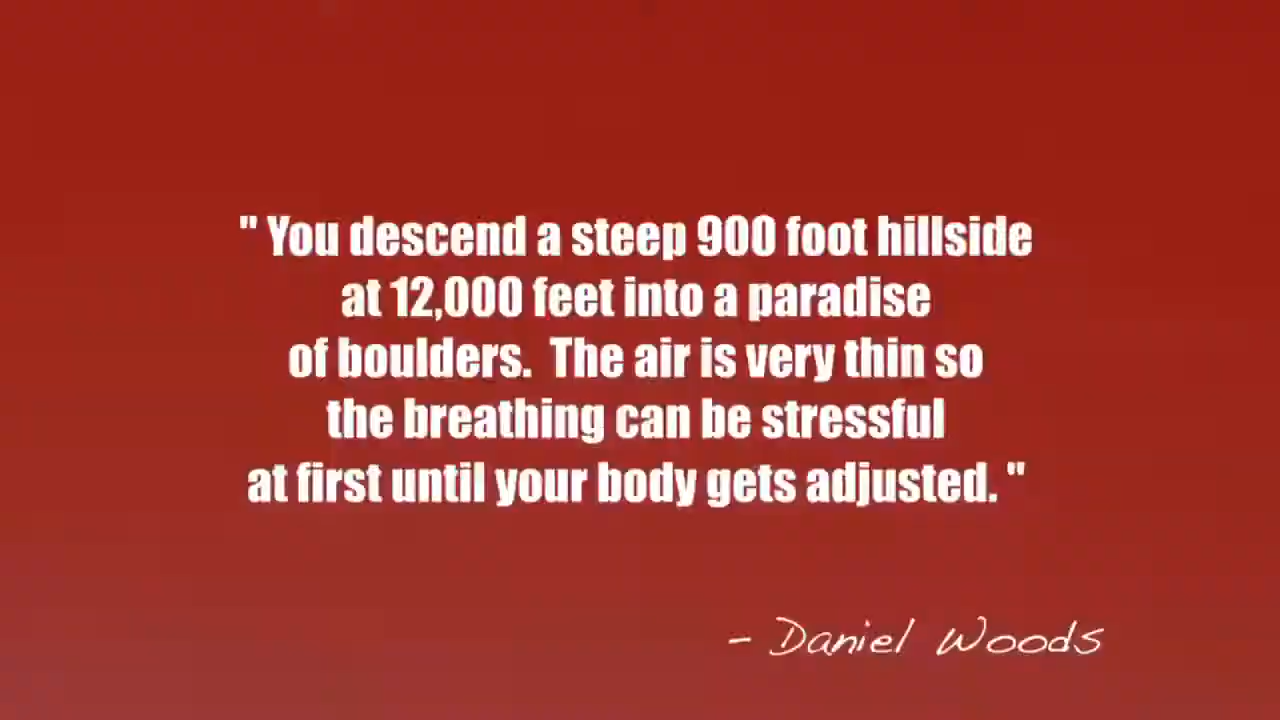 " You descend a steep 900 foot hillside
at 12,000 feet into a paradise
of boulders.  The air is very thin so
the breathing can be stressful
at first until your body gets adjusted. "
- Daniel Woods